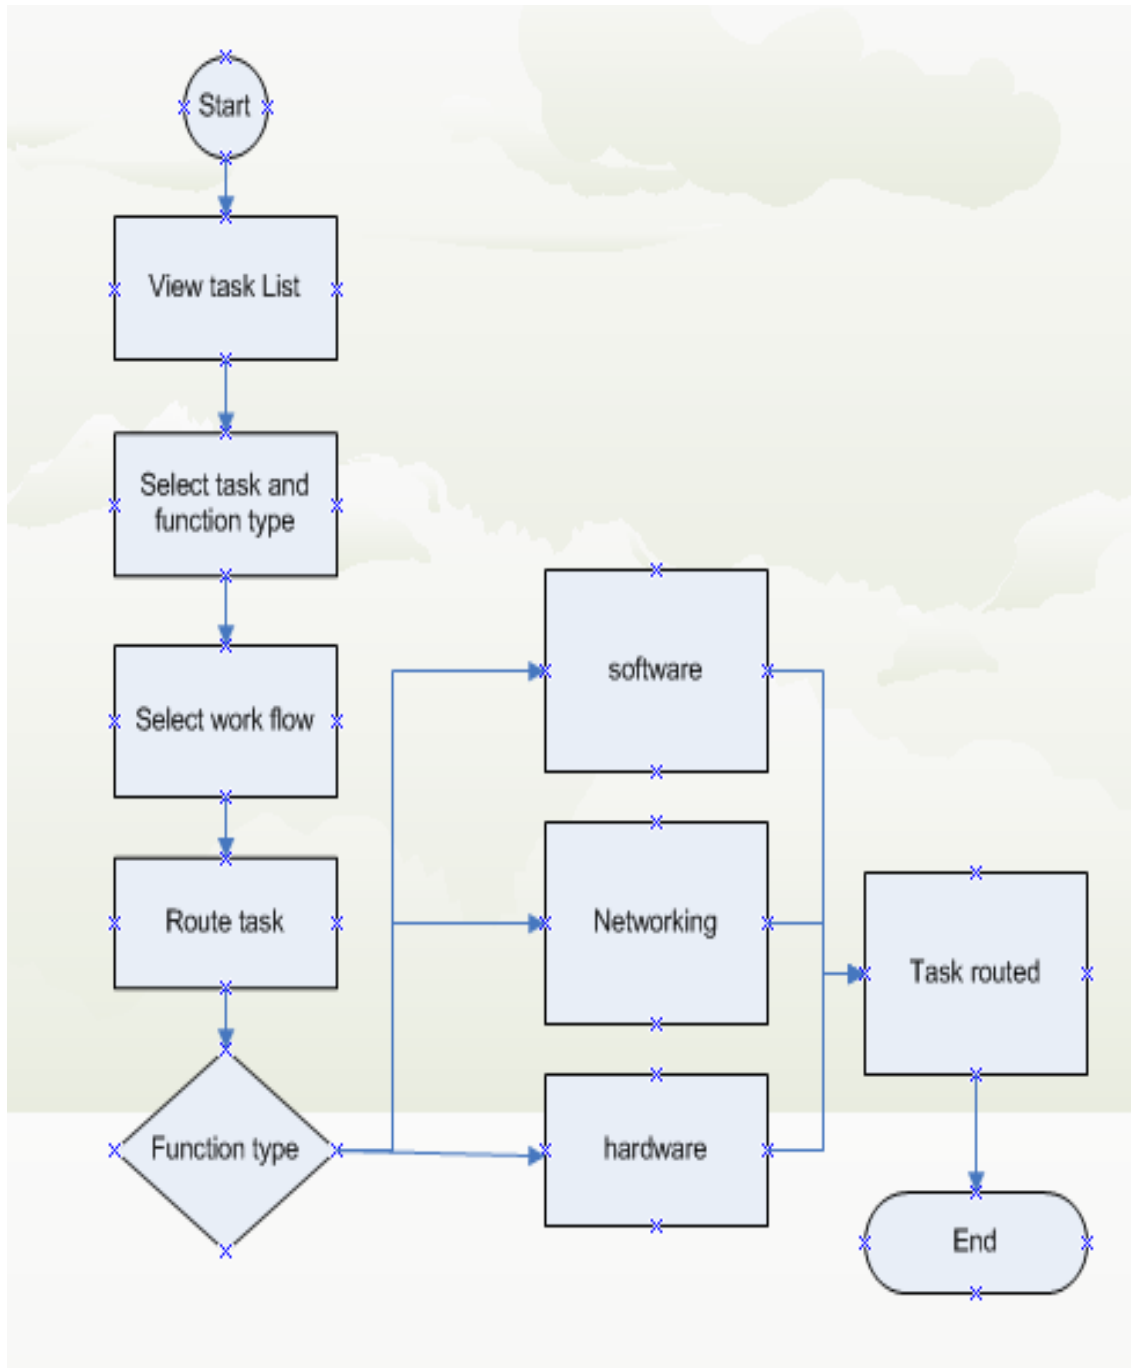 Start
View task List
Select task and
function type
Select work flow
Route task
Function type
software
Networking
hardware
Task routed
End